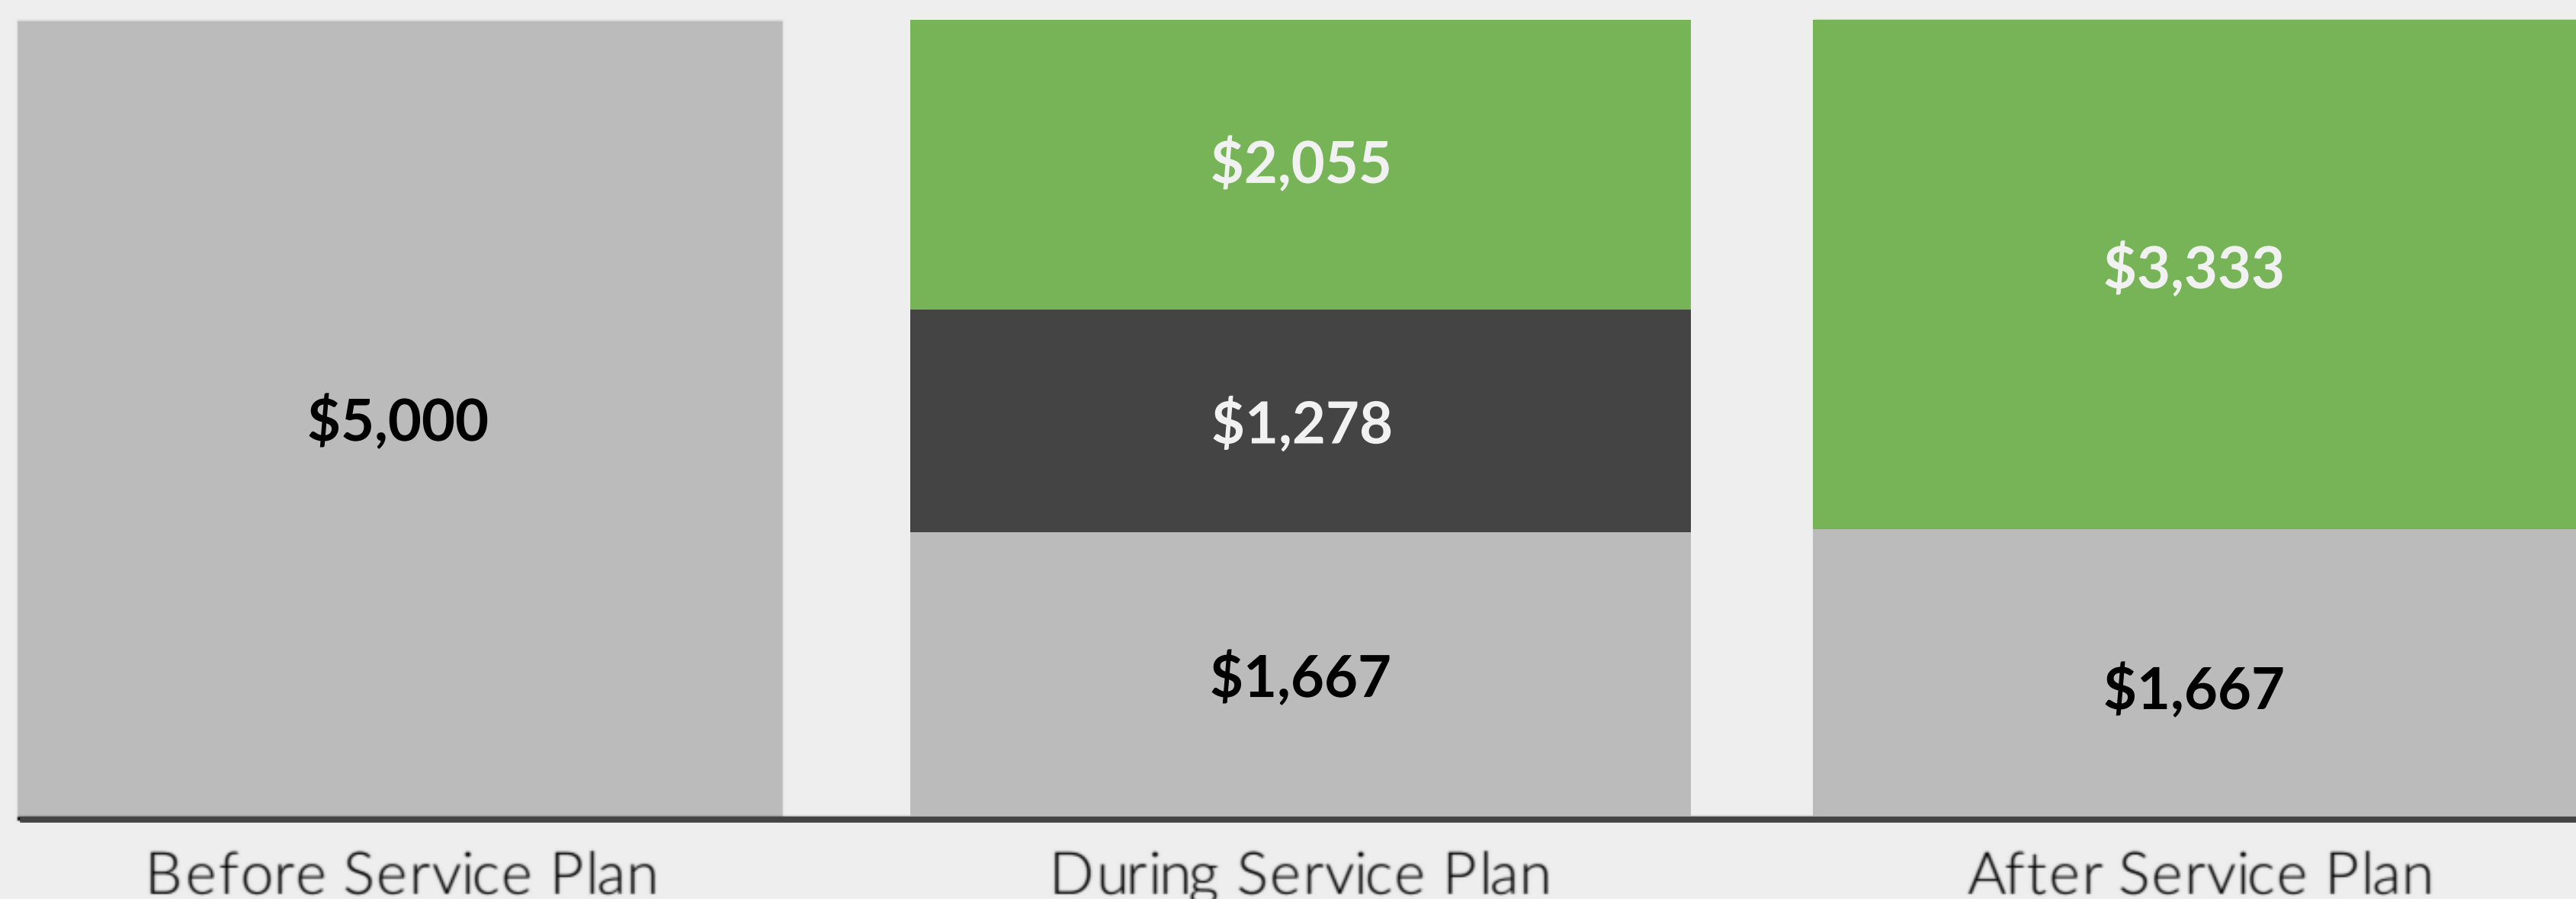 $2,055
$3,333
$5,000
$1,278
$1,667
$1,667
Before Service Plan
During Service Plan
After Service Plan